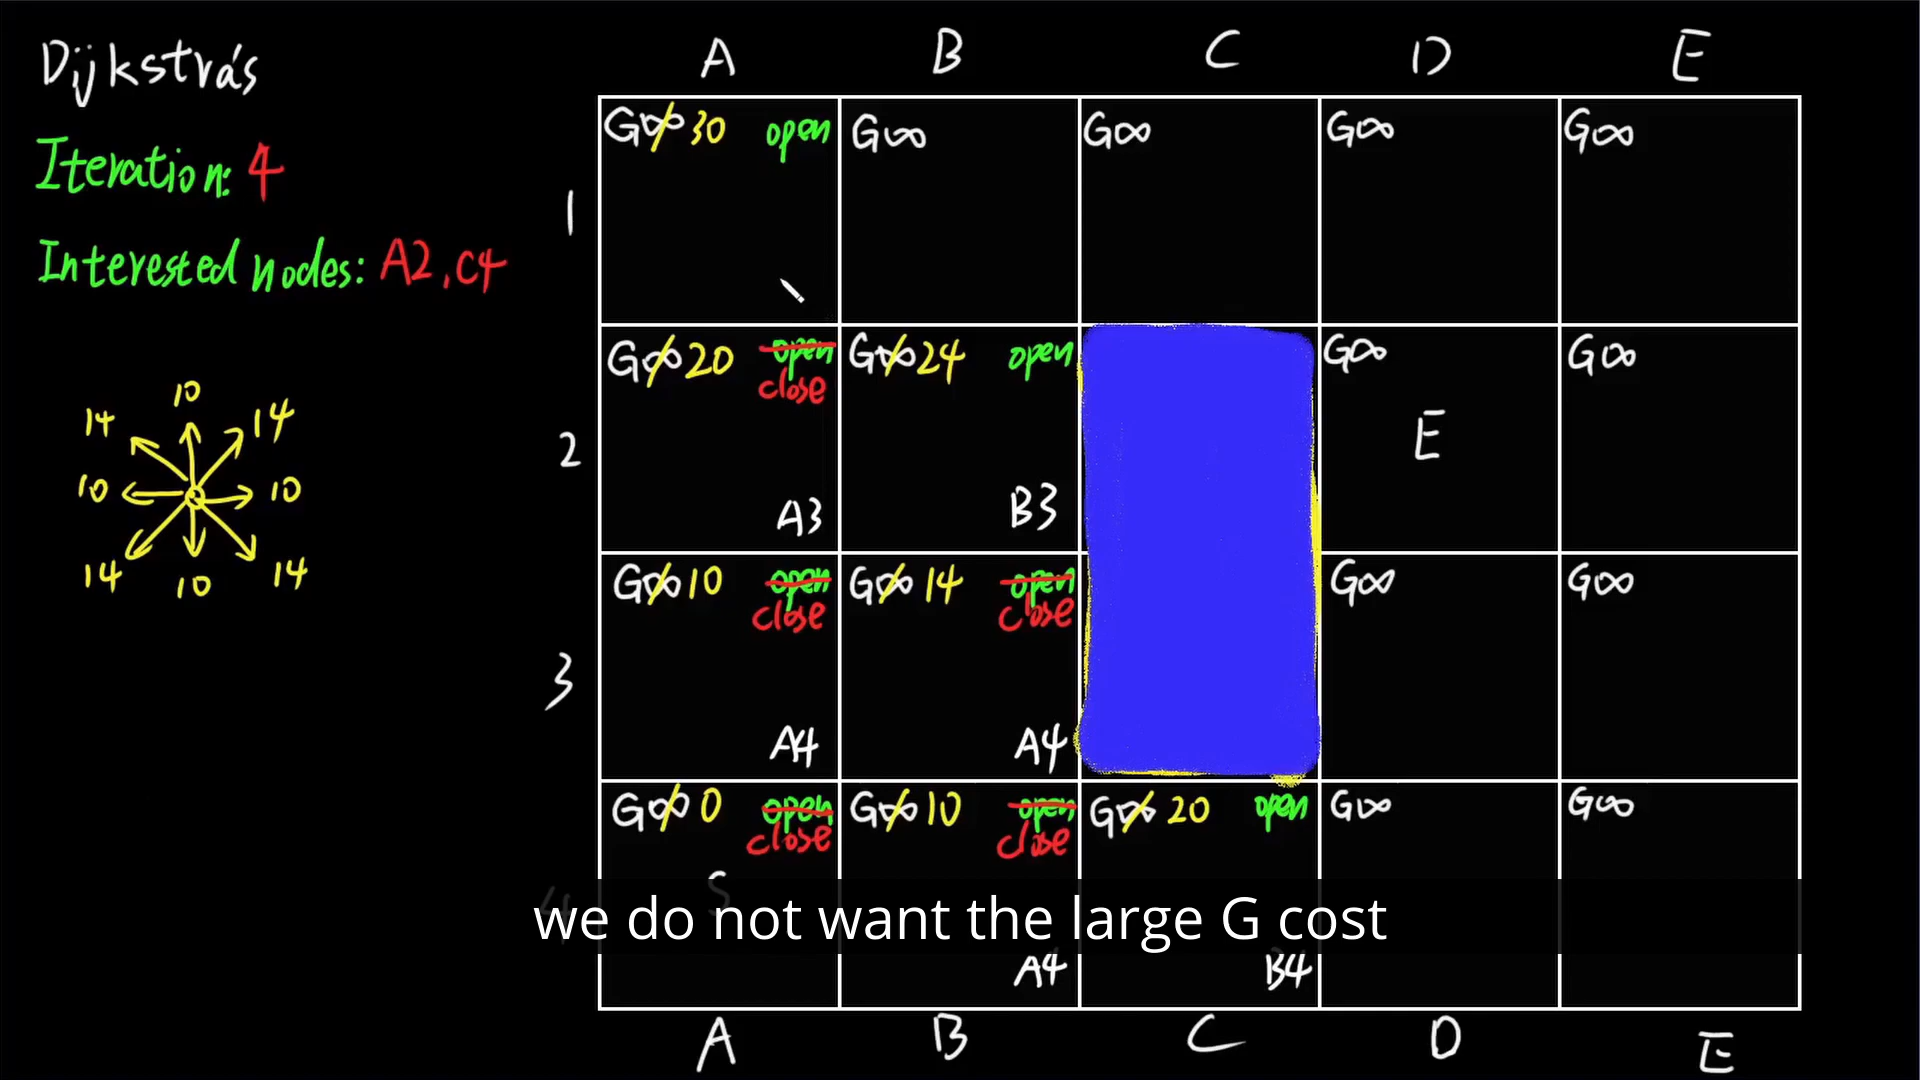 Dijkstra's
Iteration: 4
Interested nodes: A2, C4
10
14 14
10 10
14 10 14
A B C D E
1
G∞ 30 open
G∞
G∞
G∞
G∞
2
G∞ 20 open
close
A3
G∞ 24 open
B3
G∞
E
G∞
3
G∞ 10 open
close
A4
G∞ 14 open
close
A4
G∞
G∞
G∞ 0 open
close
S
G∞ 10 open
close
A4
G∞ 20 open
B4
G∞
G∞
we do not want the large G cost
A B C D E